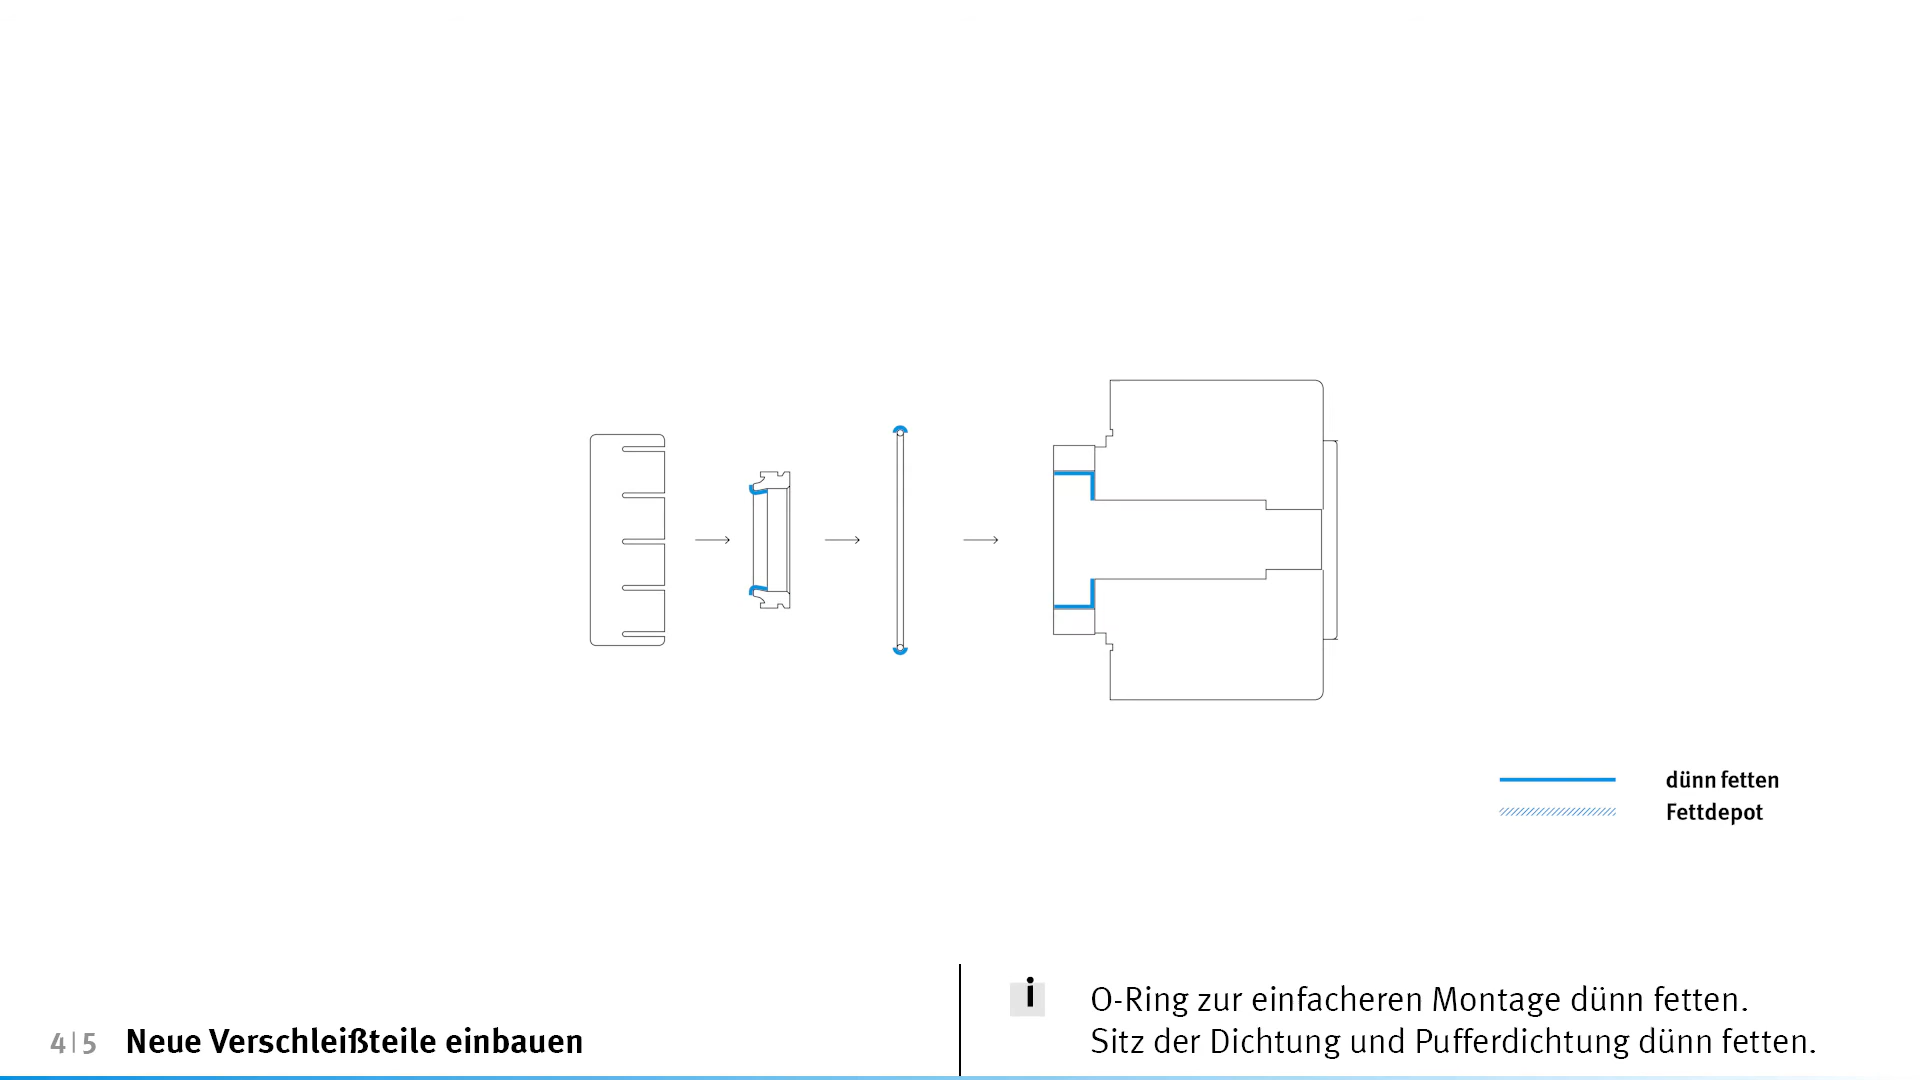 dünn fetten
Fettdepot
i
O-Ring zur einfacheren Montage dünn fetten.
Sitz der Dichtung und Pufferdichtung dünn fetten.
4|5 Neue Verschleißteile einbauen